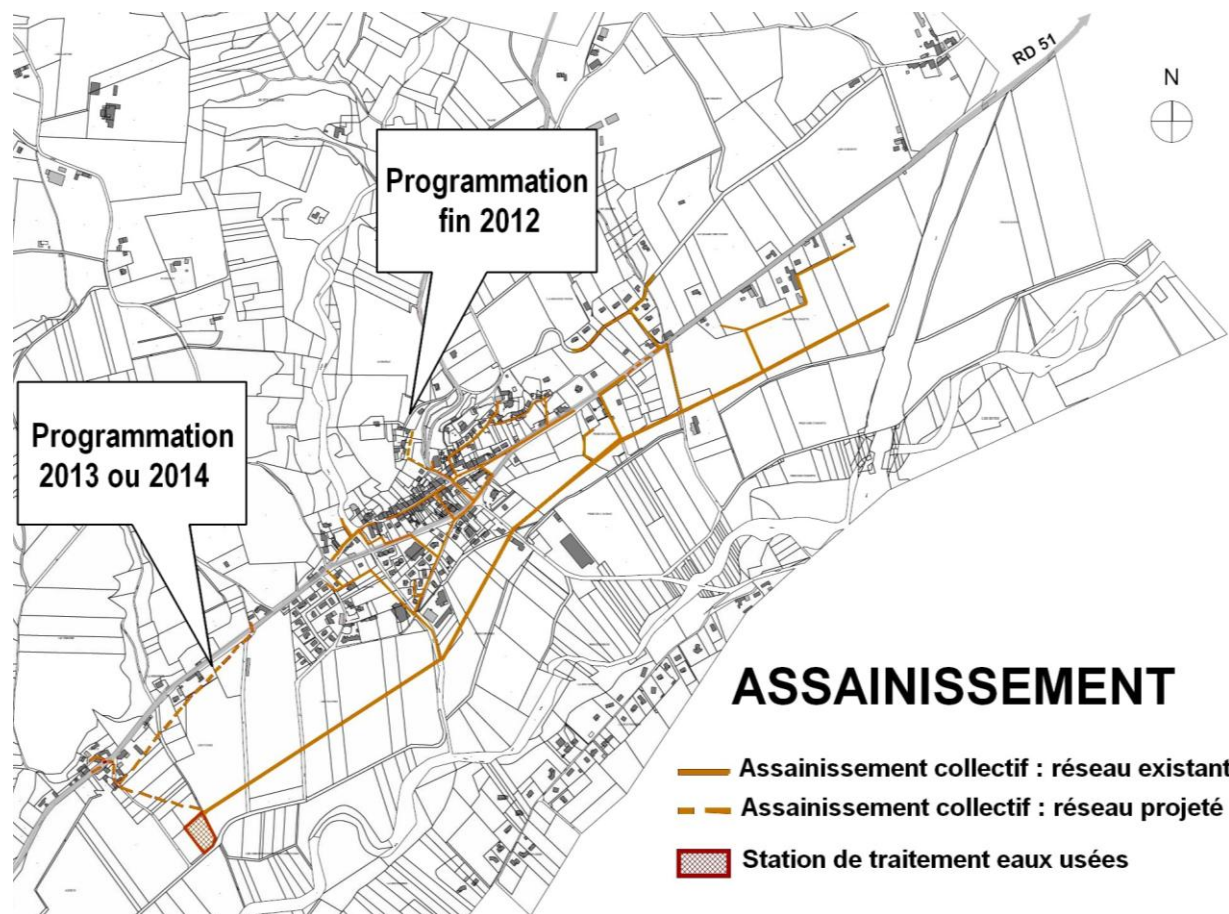 RD 51
N
Programmation
fin 2012
Programmation
2013 ou 2014
ASSAINISSEMENT
Assainissement collectif : réseau existant
Assainissement collectif : réseau projeté
Station de traitement eaux usées